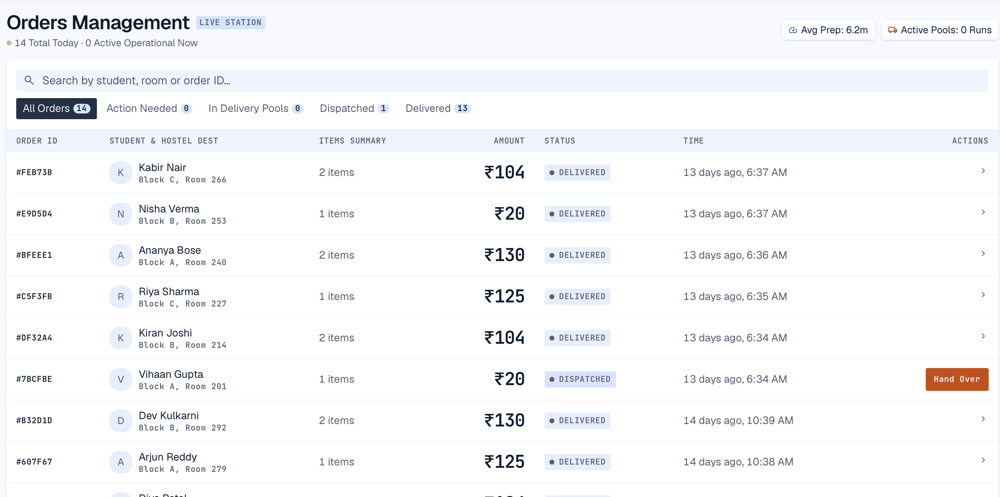 Orders Management LIVE STATION
14 Total Today · 0 Active Operational Now
Avg Prep: 6.2m
Active Pools: 0 Runs
Search by student, room or order ID...
All Orders 14 Action Needed 0 In Delivery Pools 0 Dispatched 1 Delivered 13
ORDER ID STUDENT & HOSTEL DEST ITEMS SUMMARY AMOUNT STATUS TIME ACTIONS
#FEB73B K Kabir Nair 2 items ₹104 DELIVERED 13 days ago, 6:37 AM
Block C, Room 266
#E9D5D4 N Nisha Verma 1 items ₹20 DELIVERED 13 days ago, 6:37 AM
Block B, Room 253
#BFEEE1 A Ananya Bose 2 items ₹130 DELIVERED 13 days ago, 6:36 AM
Block A, Room 240
#C5F3FB R Riya Sharma 1 items ₹125 DELIVERED 13 days ago, 6:35 AM
Block C, Room 227
#DF32A4 K Kiran Joshi 2 items ₹104 DELIVERED 13 days ago, 6:34 AM
Block B, Room 214
#7BCFBE V Vihaan Gupta 1 items ₹20 DISPATCHED 13 days ago, 6:34 AM Hand Over
Block A, Room 201
#B32D1D D Dev Kulkarni 2 items ₹130 DELIVERED 14 days ago, 10:39 AM
Block B, Room 292
#607F67 A Arjun Reddy 1 items ₹125 DELIVERED 14 days ago, 10:38 AM
Block A, Room 279